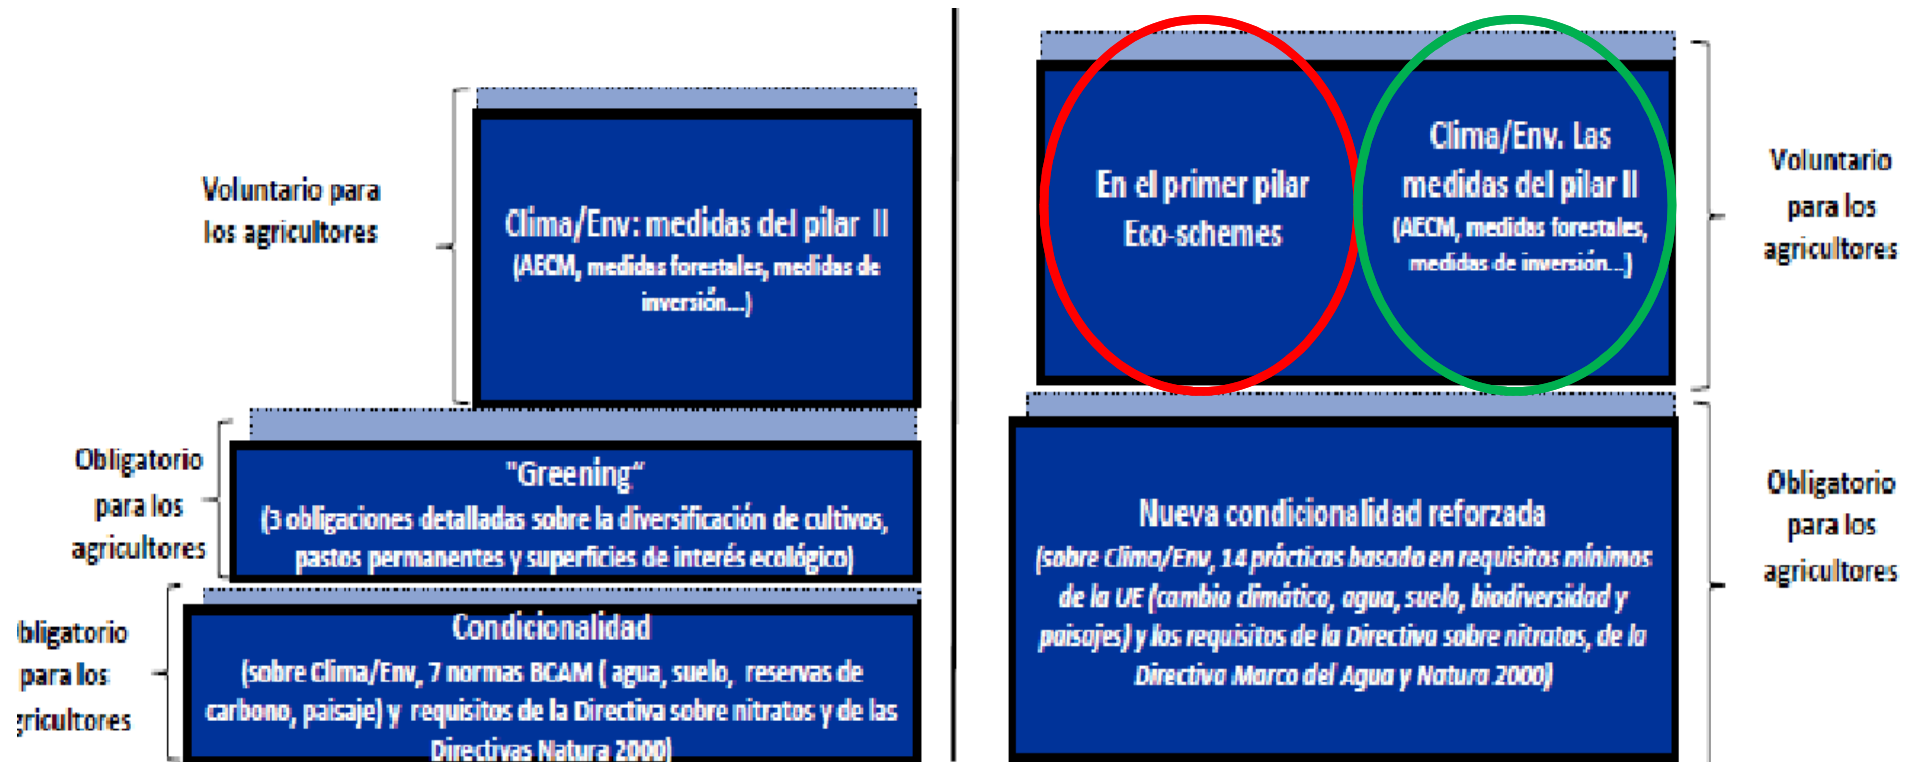 Voluntario para
los agricultores
Clima/Env: medidas del pilar II
(AECM, medidas forestales, medidas de
inversión...)
Obligatorio
para los
agricultores
"Greening“
(3 obligaciones detalladas sobre la diversificación de cultivos,
pastos permanentes y superficies de interés ecológico)
bligatorio
para los
gricultores
Condicionalidad
(sobre Clima/Env, 7 normas BCAM ( agua, suelo, reservas de
carbono, paisaje) y requisitos de la Directiva sobre nitratos y de las
Directivas Natura 2000)
En el primer pilar
Eco-schemes
Clima/Env. Las
medidas del pilar II
(AECM, medidas forestales,
medidas de inversión...)
Voluntario
para los
agricultores
Nueva condicionalidad reforzada
(sobre Clima/Env, 14 prácticas basado en requisitos mínimos
de la UE (cambio climático, agua, suelo, biodiversidad y
paisajes) y los requisitos de la Directiva sobre nitratos, de la
Directiva Marco del Agua y Natura 2000)
Obligatorio
para los
agricultores